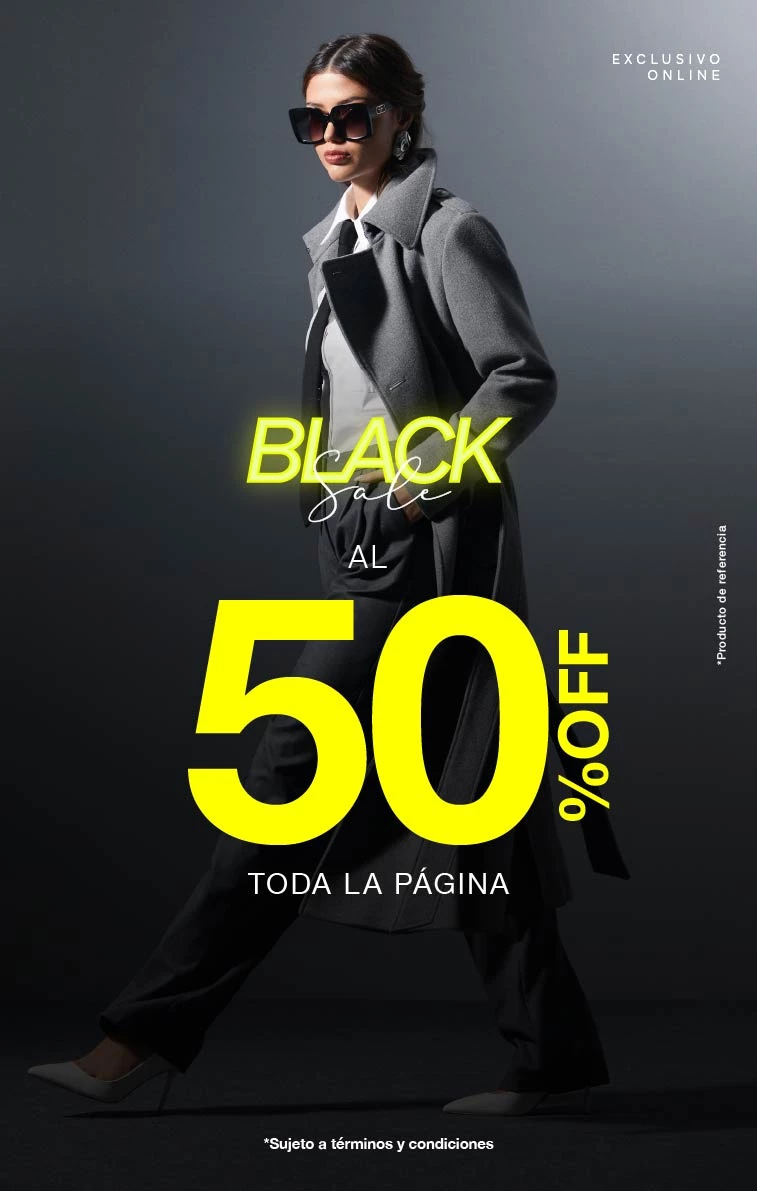 EXCLUSIVO
ONLINE
BLACK
Sale
AL
50
%OFF
*Producto de referencia
TODA LA PÁGINA
*Sujeto a términos y condiciones